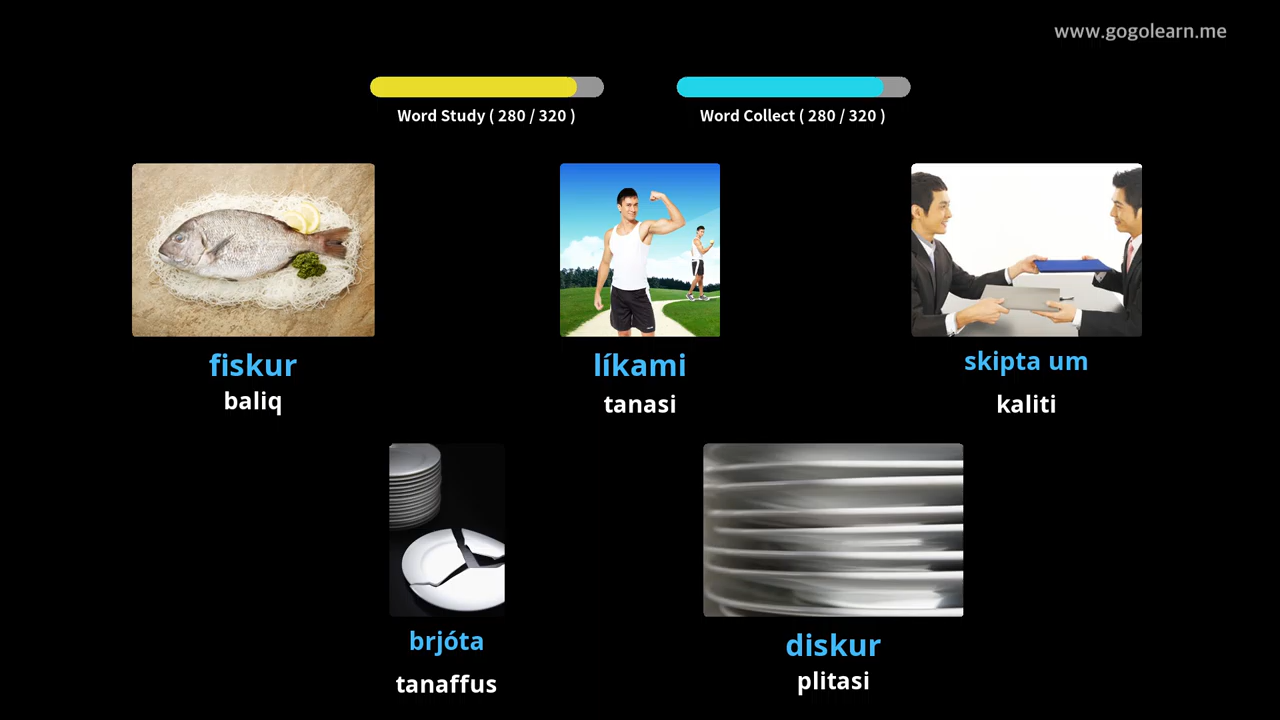 www.gogolearn.me
Word Study ( 280 / 320 )
Word Collect ( 280 / 320 )
fiskur
baliq
líkami
tanasi
skipta um
kaliti
brjóta
tanaffus
diskur
plitasi